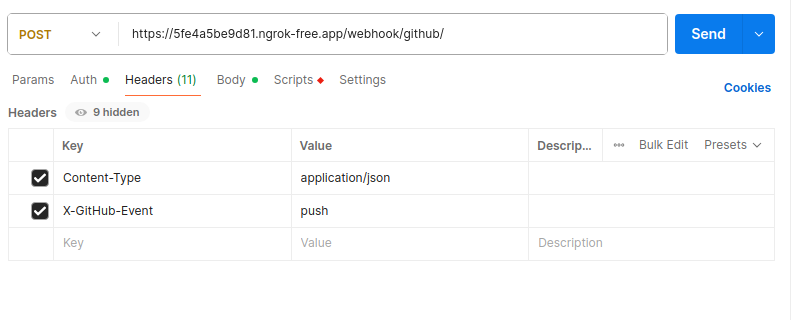 POST https://5fe4a5be9d81.ngrok-free.app/webhook/github/ Send
Params Auth Headers (11) Body Scripts Settings Cookies
Headers 9 hidden
Key Value Descrip... Bulk Edit Presets
Content-Type application/json
X-GitHub-Event push
Key Value Description